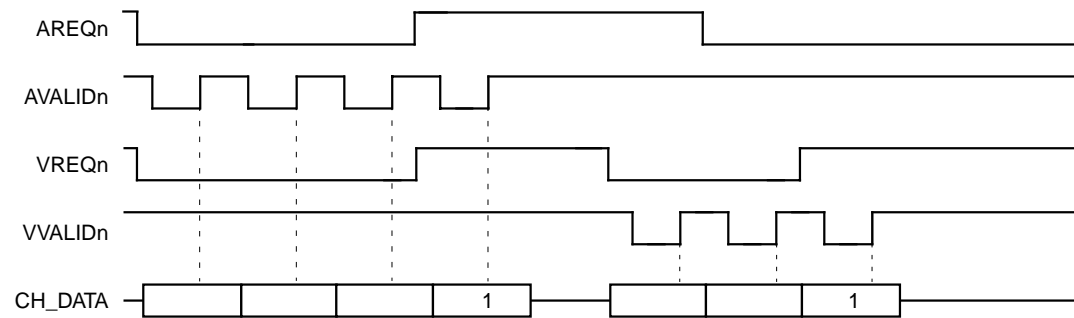 AREQn
AVALIDn
VREQn
VVALIDn
CH_DATA 1 1